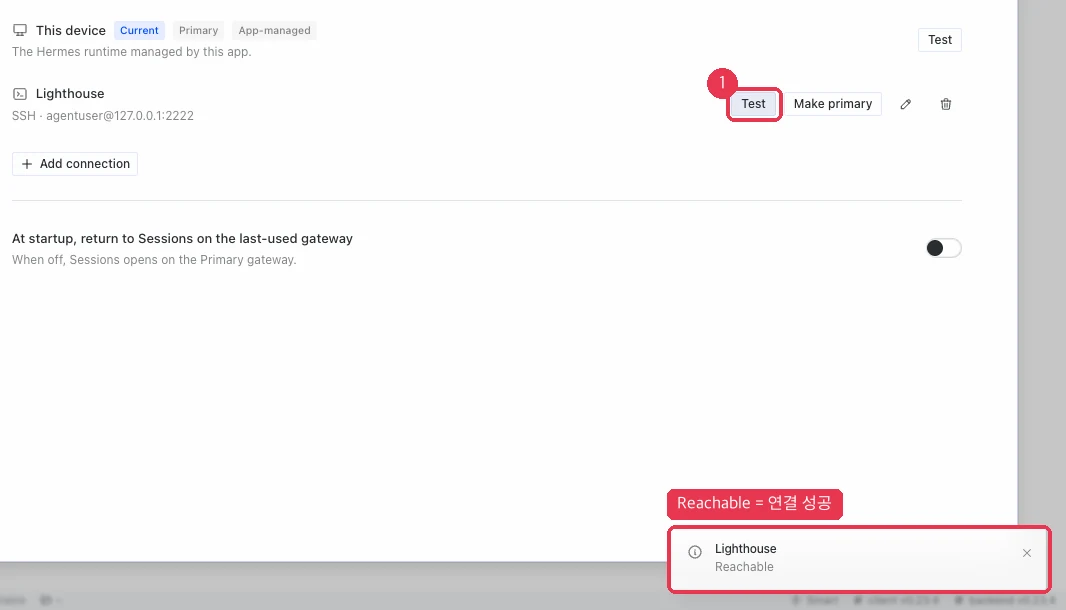 This device Current Primary App-managed
The Hermes runtime managed by this app.
Test
Lighthouse
SSH · agentuser@127.0.0.1:2222
1
Test Make primary
+ Add connection
At startup, return to Sessions on the last-used gateway
When off, Sessions opens on the Primary gateway.
Reachable = 연결 성공
Lighthouse
Reachable